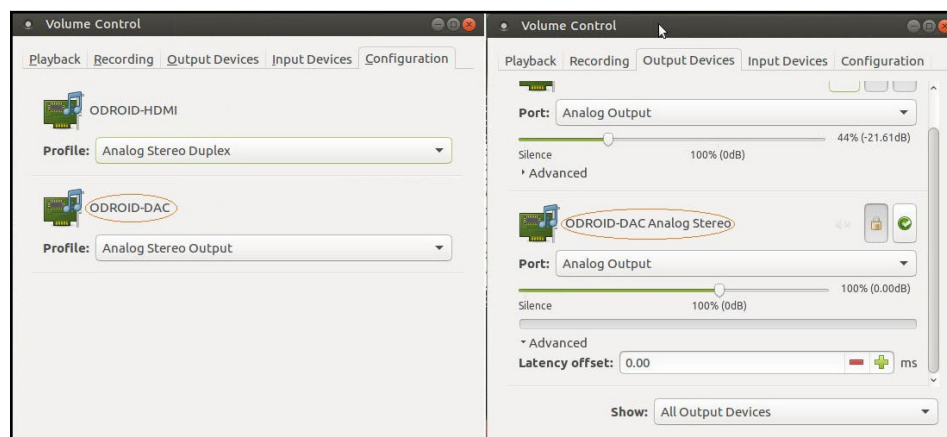 Volume Control
Playback Recording Output Devices Input Devices Configuration
ODROID-HDMI
Profile: Analog Stereo Duplex
ODROID-DAC
Profile: Analog Stereo Output
Volume Control
Playback Recording Output Devices Input Devices Configuration
Port: Analog Output
44% (-21.61dB)
Silence 100% (0dB)
Advanced
ODROID-DAC Analog Stereo
Port: Analog Output
100% (0.00dB)
Silence 100% (0dB)
Advanced
Latency offset: 0.00 ms
Show: All Output Devices